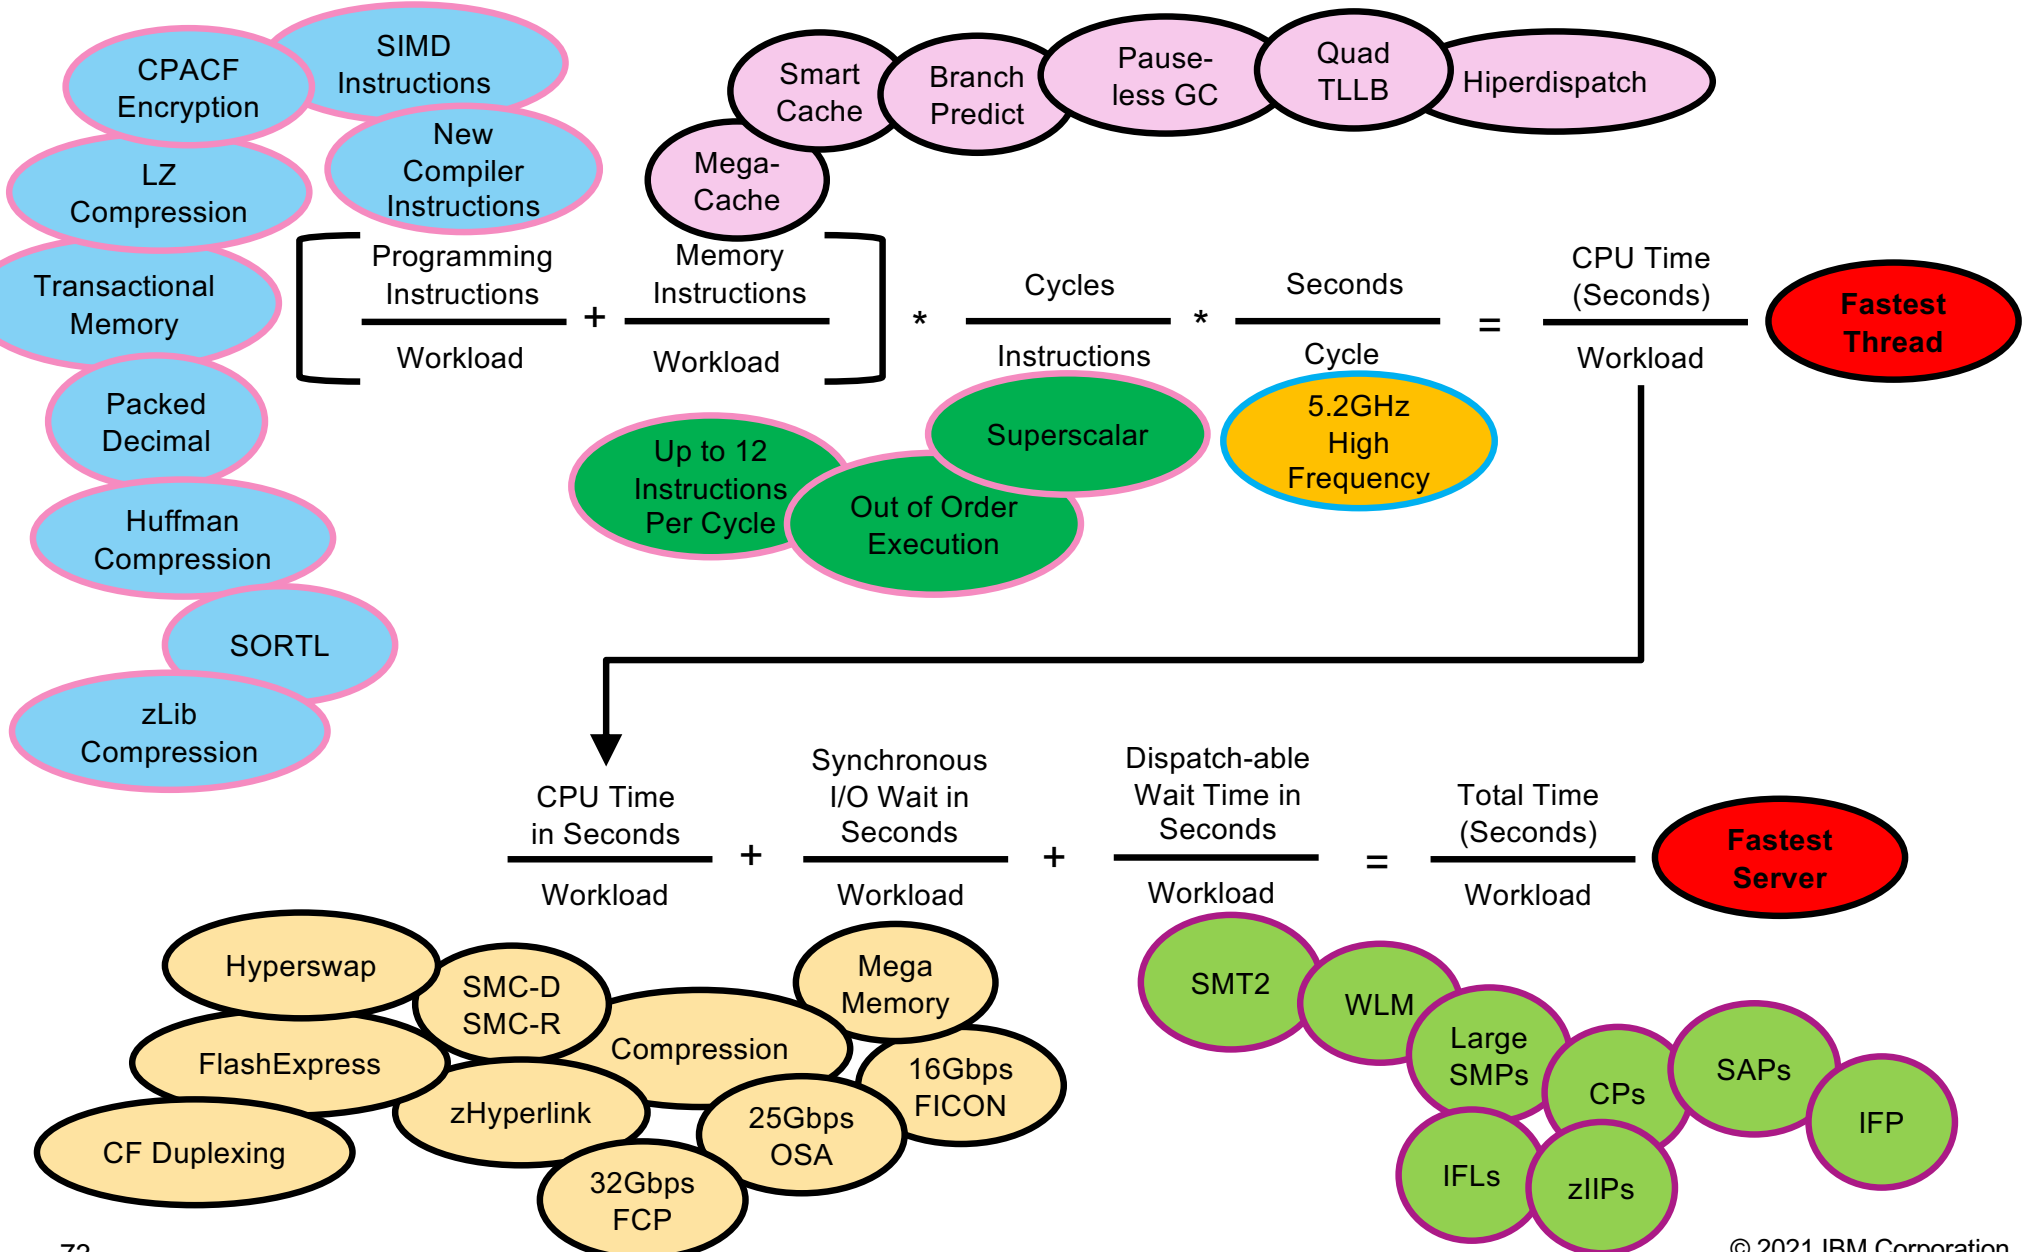 SIMD
Instructions
CPACF
Encryption
New
Compiler
Instructions
LZ
Compression
Transactional
Memory
Packed
Decimal
Huffman
Compression
SORTL
zLib
Compression
Mega-
Cache
Smart
Cache
Branch
Predict
Pause-
less GC
Quad
TLLB
Hiperdispatch
Programming
Instructions
Workload
+
Memory
Instructions
Workload
*
Cycles
Instructions
*
Seconds
Cycle
=
CPU Time
(Seconds)
Workload
Fastest
Thread
Up to 12
Instructions
Per Cycle
Out of Order
Execution
Superscalar
5.2GHz
High
Frequency
CPU Time
in Seconds
Workload
+
Synchronous
I/O Wait in
Seconds
Workload
+
Dispatch-able
Wait Time in
Seconds
Workload
=
Total Time
(Seconds)
Workload
Fastest
Server
Hyperswap
SMC-D
SMC-R
FlashExpress
CF Duplexing
zHyperlink
Compression
Mega
Memory
16Gbps
FICON
25Gbps
OSA
32Gbps
FCP
SMT2
WLM
Large
SMPs
CPs
SAPs
IFP
IFLs
zIIPs
© 2021 IBM Corporation